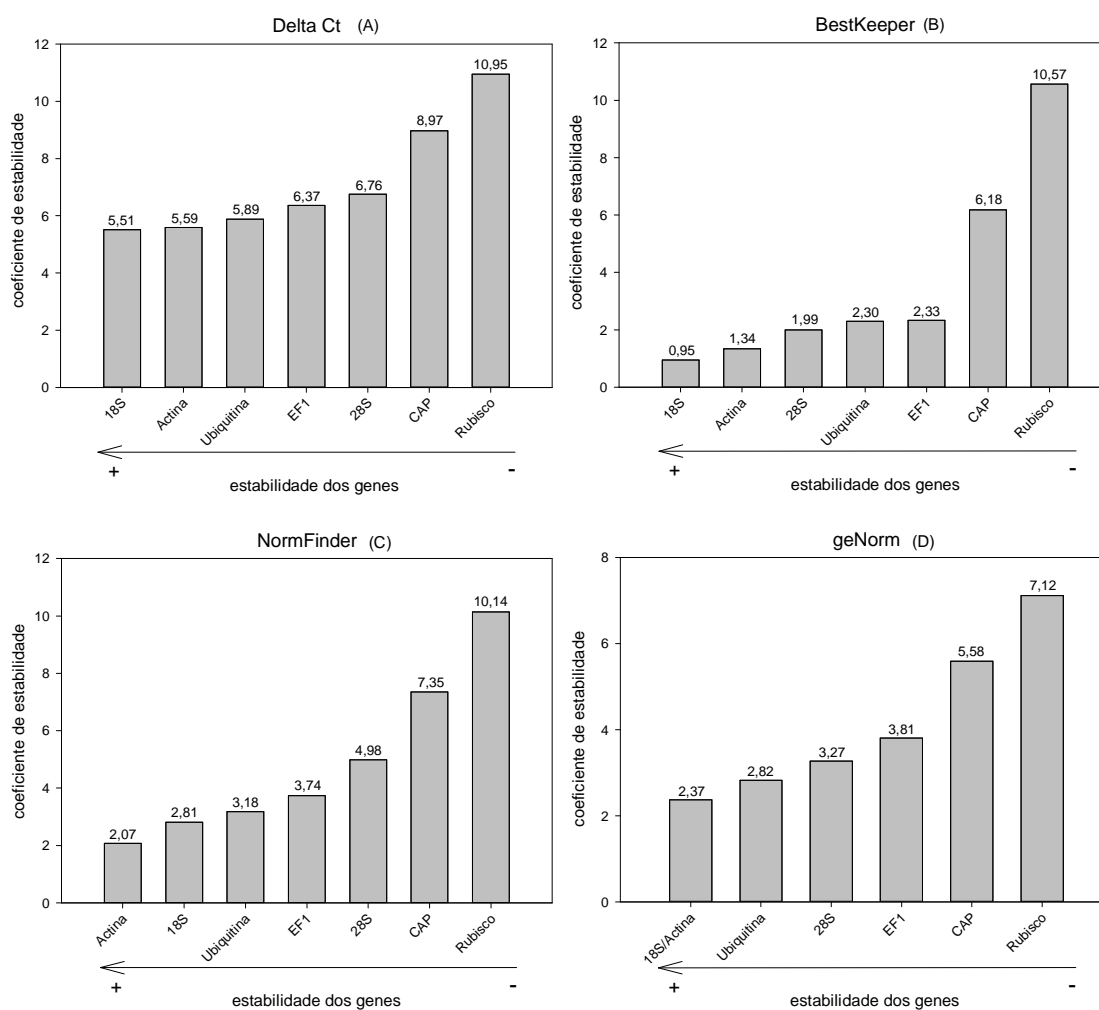 Delta Ct (A)
12
10
8
6
4
2
0
coeficiente de estabilidade
5,51
5,59
5,89
6,37
6,76
8,97
10,95
18S
Actina
Ubiquitina
EF1
28S
CAP
Rubisco
+ -
estabilidade dos genes
BestKeeper (B)
12
10
8
6
4
2
0
coeficiente de estabilidade
0,95
1,34
1,99
2,30
2,33
6,18
10,57
18S
Actina
28S
Ubiquitina
EF1
CAP
Rubisco
+ -
estabilidade dos genes
NormFinder (C)
12
10
8
6
4
2
0
coeficiente de estabilidade
2,07
2,81
3,18
3,74
4,98
7,35
10,14
Actina
18S
Ubiquitina
EF1
28S
CAP
Rubisco
+ -
estabilidade dos genes
geNorm (D)
8
6
4
2
0
coeficiente de estabilidade
2,37
2,82
3,27
3,81
5,58
7,12
18S/Actina
Ubiquitina
28S
EF1
CAP
Rubisco
+ -
estabilidade dos genes